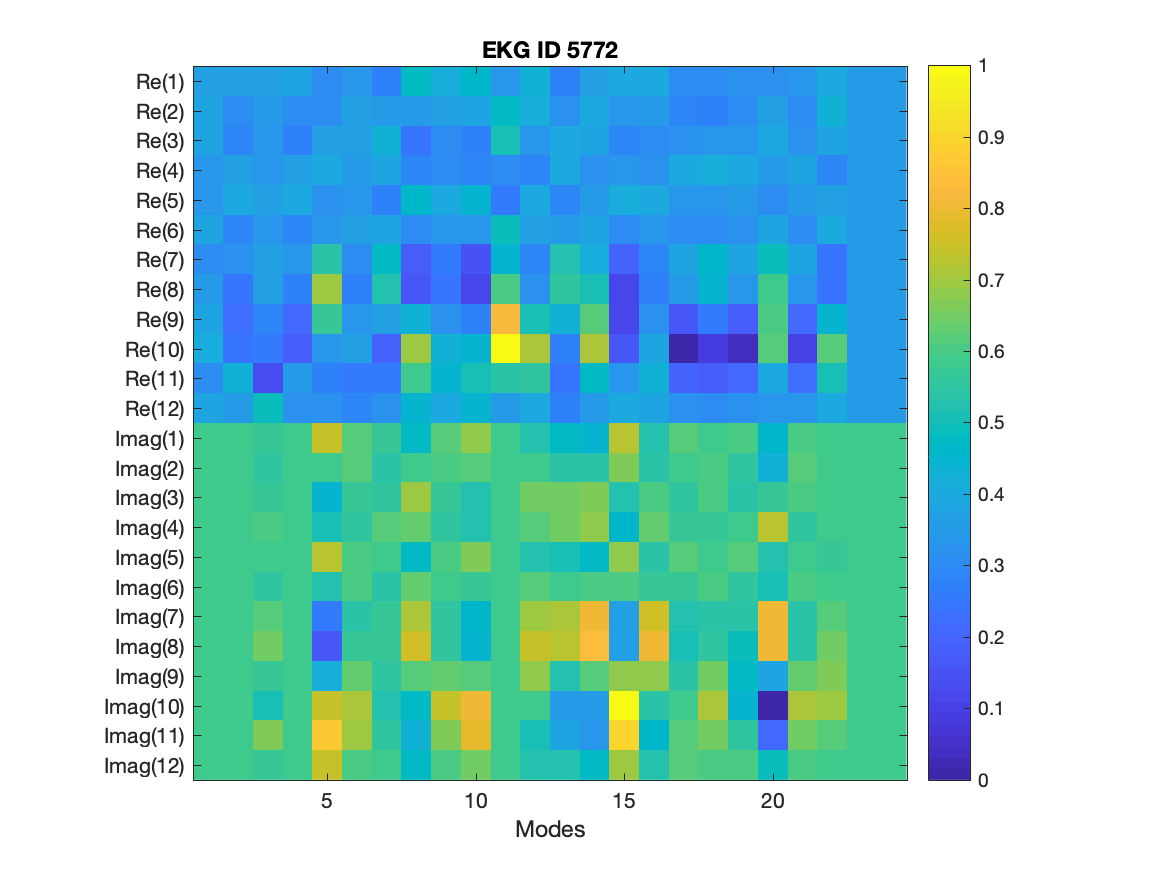 EKG ID 5772
Re(1)
Re(2)
Re(3)
Re(4)
Re(5)
Re(6)
Re(7)
Re(8)
Re(9)
Re(10)
Re(11)
Re(12)
Imag(1)
Imag(2)
Imag(3)
Imag(4)
Imag(5)
Imag(6)
Imag(7)
Imag(8)
Imag(9)
Imag(10)
Imag(11)
Imag(12)
5 10 15 20
Modes
1
0.9
0.8
0.7
0.6
0.5
0.4
0.3
0.2
0.1
0